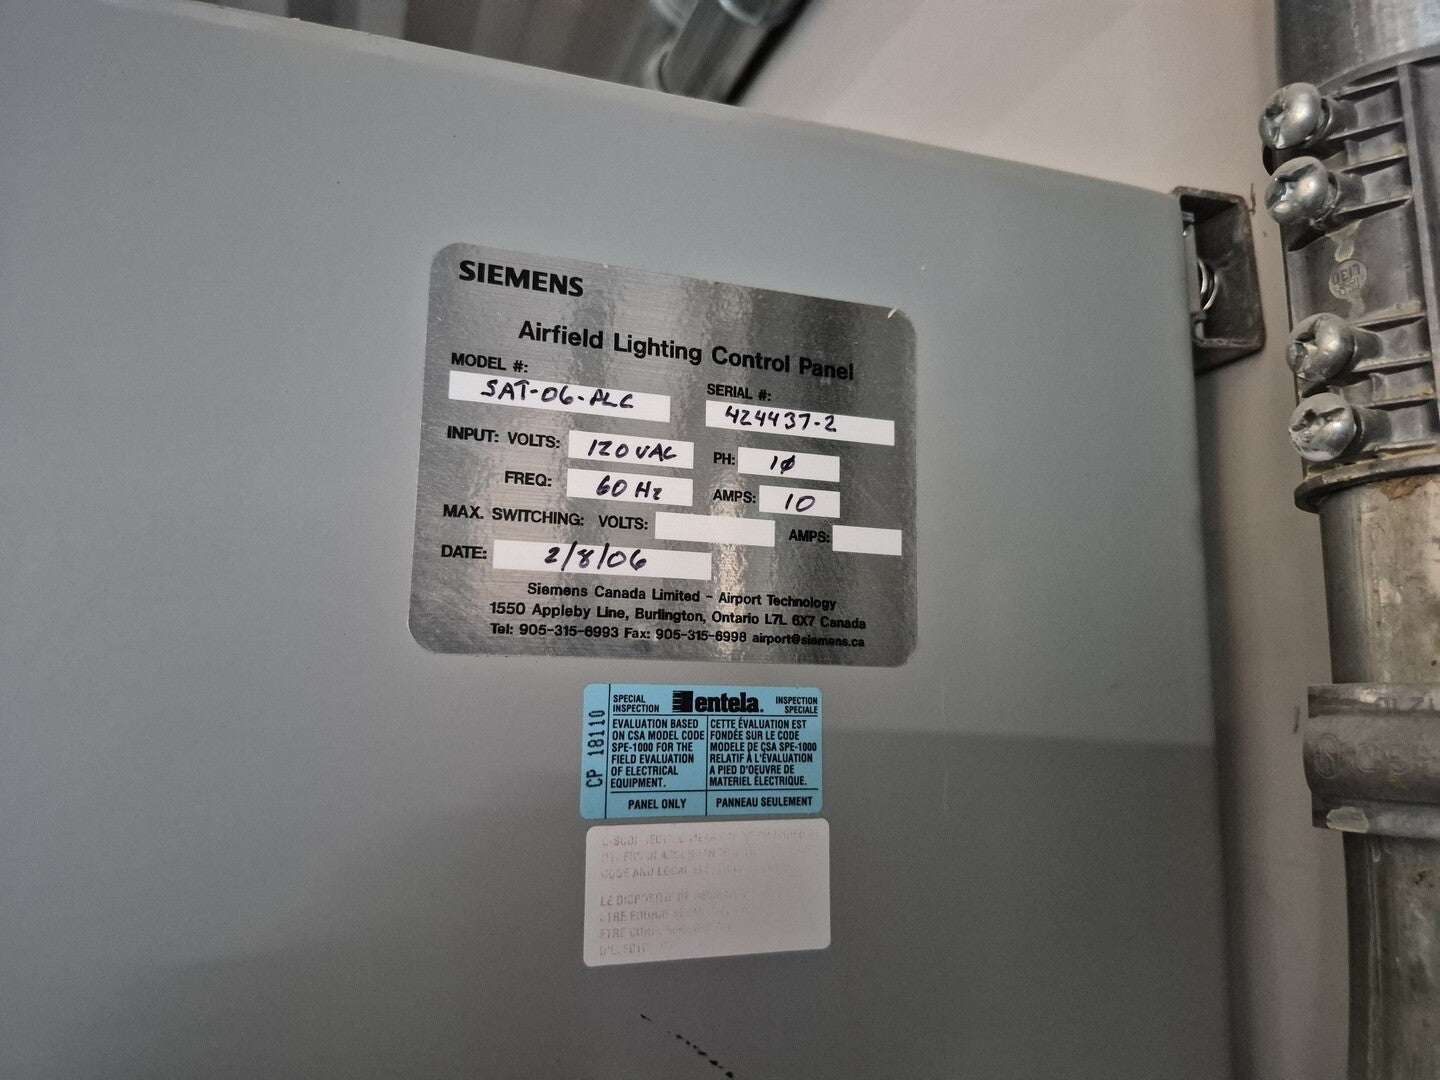 SIEMENS
Airfield Lighting Control Panel
MODEL #: SAT-06-ALC SERIAL #: 424437-2
INPUT: VOLTS: 120VAC PH: 1ø
FREQ: 60 Hz AMPS: 10
MAX. SWITCHING: VOLTS: AMPS:
DATE: 2/8/06
Siemens Canada Limited - Airport Technology
1550 Appleby Line, Burlington, Ontario L7L 6X7 Canada
Tel: 905-315-6993 Fax: 905-315-6998 airport@siemens.ca
CP 18110
SPECIAL INSPECTION
entela.
INSPECTION SPECIALE
EVALUATION BASED
ON CSA MODEL CODE
SPE-1000 FOR THE
FIELD EVALUATION
OF ELECTRICAL
EQUIPMENT.
PANEL ONLY
CETTE ÉVALUATION EST
FONDÉE SUR LE CODE
MODELE DE CSA SPE-1000
RELATIF À L'ÉVALUATION
A PIED D'OEUVRE DE
MATERIEL ÉLECTRIQUE.
PANNEAU SEULEMENT
AND LOCAL
LE